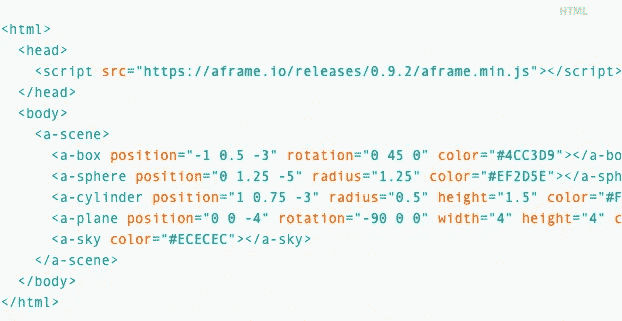 HTML
<html>
  <head>
    <script src="https://aframe.io/releases/0.9.2/aframe.min.js"></script>
  </head>
  <body>
    <a-scene>
      <a-box position="-1 0.5 -3" rotation="0 45 0" color="#4CC3D9"></a-bo
      <a-sphere position="0 1.25 -5" radius="1.25" color="#EF2D5E"></a-sph
      <a-cylinder position="1 0.75 -3" radius="0.5" height="1.5" color="#F
      <a-plane position="0 0 -4" rotation="-90 0 0" width="4" height="4" c
      <a-sky color="#ECECEC"></a-sky>
    </a-scene>
  </body>
</html>